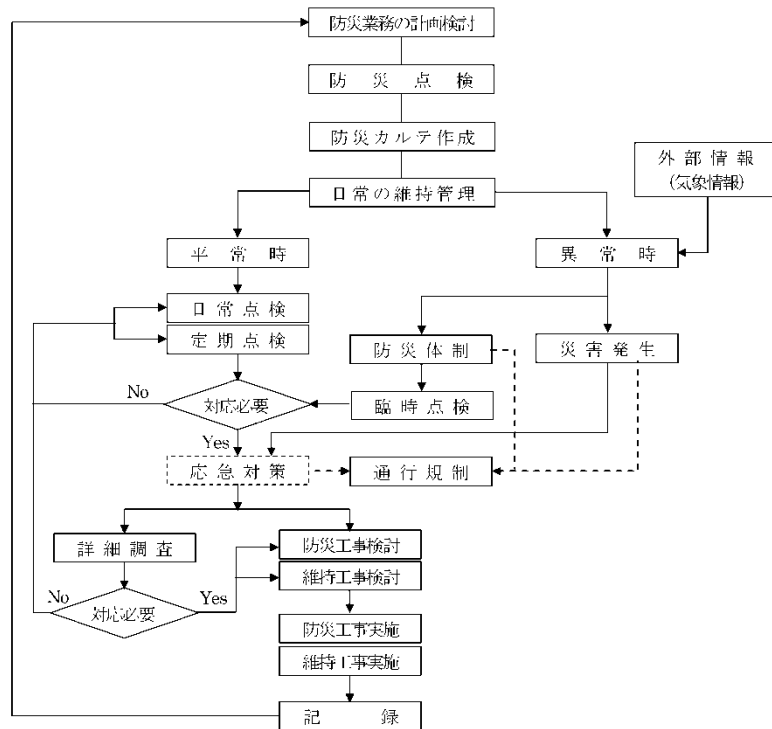 防災業務の計画検討
防災点検
防災カルテ作成
外部情報
(気象情報)
日常の維持管理
平常時
異常時
日常点検
定期点検
防災体制
災害発生
No
対応必要
臨時点検
Yes
応急対策
通行規制
詳細調査
防災工事検討
No
Yes
維持工事検討
対応必要
防災工事実施
維持工事実施
記録